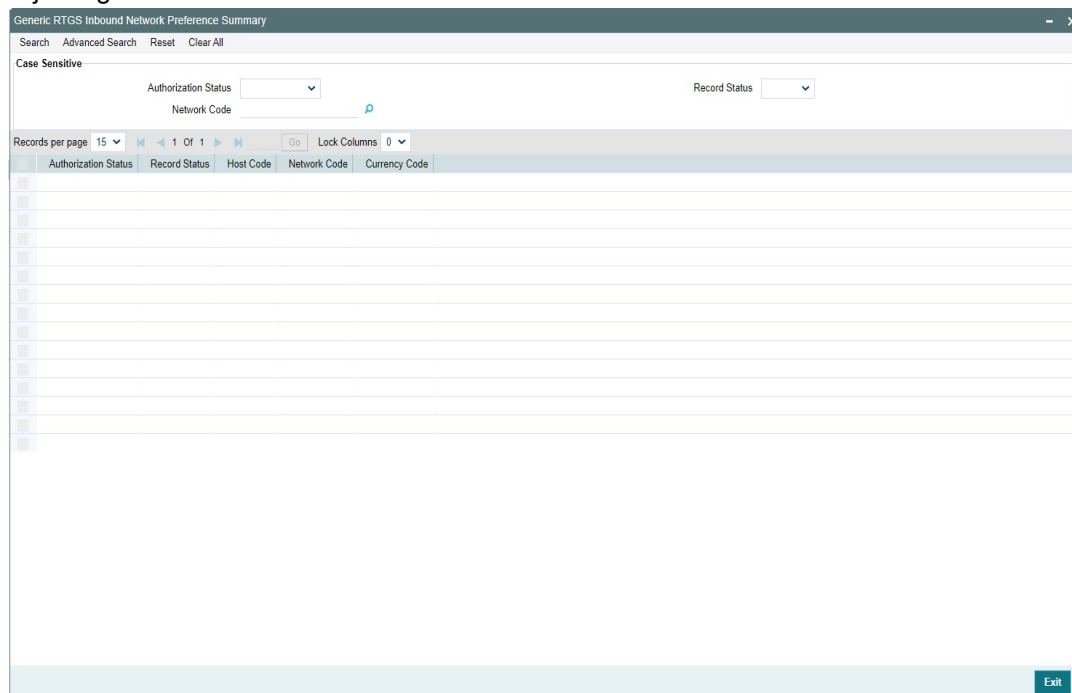 Generic RTGS Inbound Network Preference Summary
Search Advanced Search Reset Clear All
Case Sensitive
Authorization Status Record Status
Network Code
Records per page 15 1 Of 1 Go Lock Columns 0
Authorization Status Record Status Host Code Network Code Currency Code
Exit